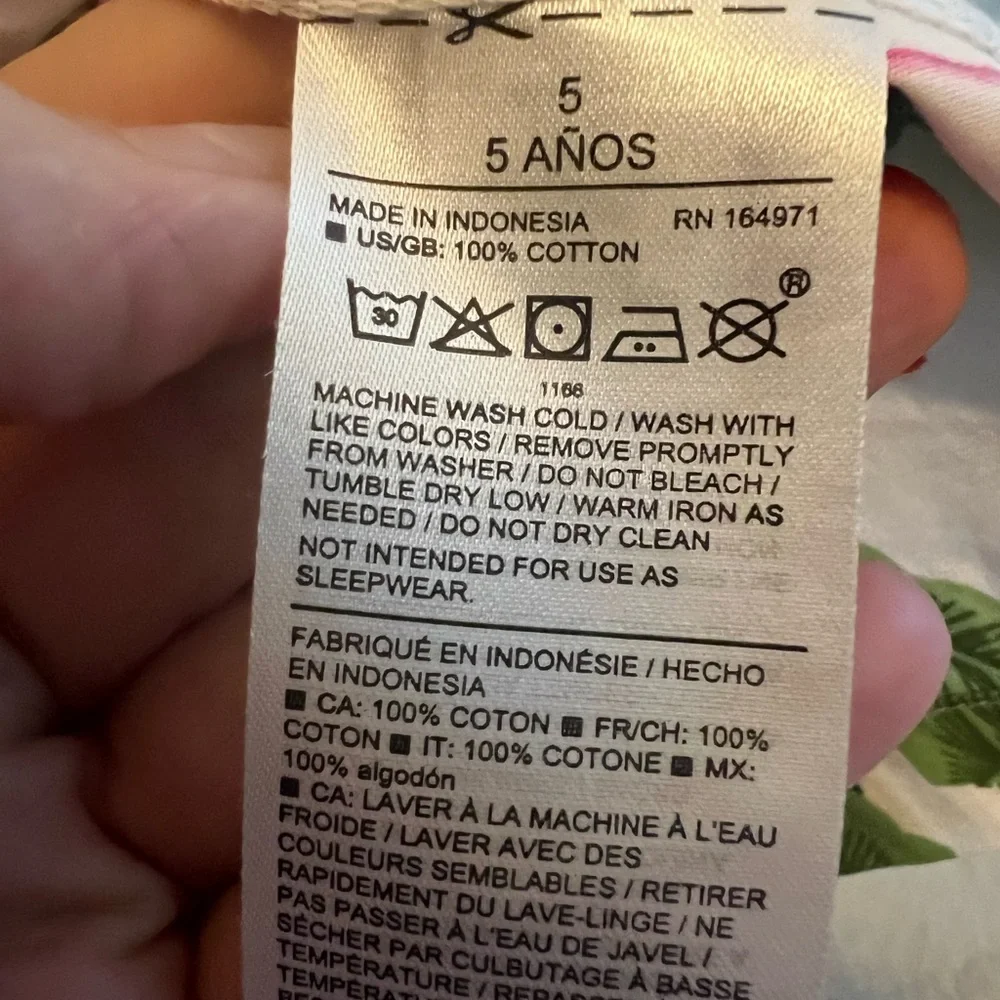 5
5 AÑOS
MADE IN INDONESIA RN 164971
US/GB: 100% COTTON
30
®
1166
MACHINE WASH COLD / WASH WITH
LIKE COLORS / REMOVE PROMPTLY
FROM WASHER / DO NOT BLEACH /
TUMBLE DRY LOW / WARM IRON AS
NEEDED / DO NOT DRY CLEAN
NOT INTENDED FOR USE AS
SLEEPWEAR.
FABRIQUÉ EN INDONÉSIE / HECHO
EN INDONESIA
CA: 100% COTON FR/CH: 100%
COTON IT: 100% COTONE MX:
100% algodón
CA: LAVER À LA MACHINE À L'EAU
FROIDE / LAVER AVEC DES
COULEURS SEMBLABLES / RETIRER
RAPIDEMENT DU LAVE-LINGE / NE
PAS PASSER À L'EAU DE JAVEL /
SÉCHER PAR CULBUTAGE À BASSE
TEMPÉRATURE /